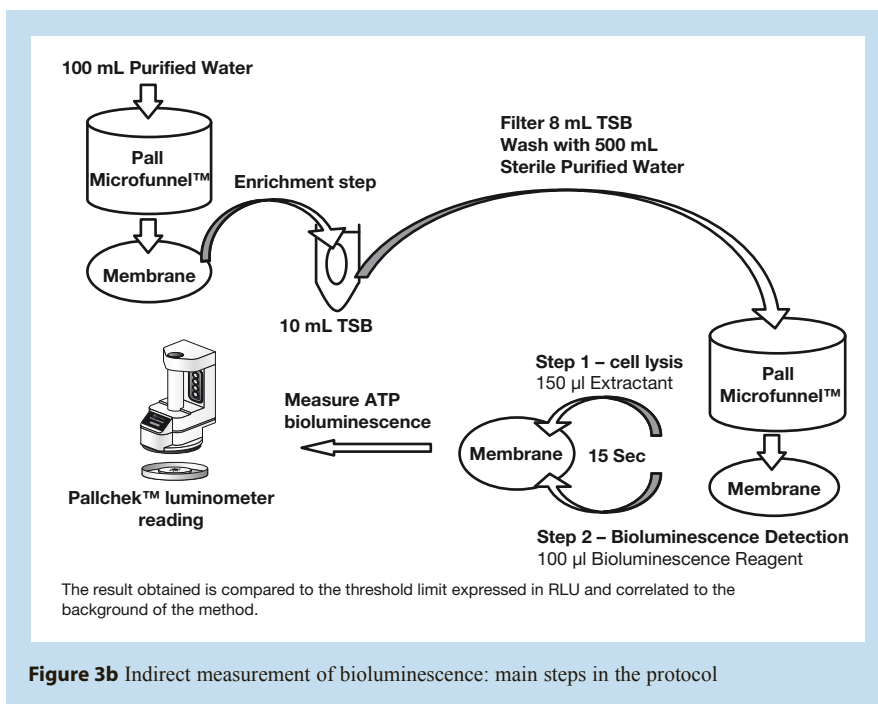 100 mL Purified Water
Pall
Microfunnel™
Membrane
Enrichment step
10 mL TSB
Filter 8 mL TSB
Wash with 500 mL
Sterile Purified Water
Pall
Microfunnel™
Membrane
Step 1 – cell lysis
150 µl Extractant
Membrane
15 Sec
Step 2 – Bioluminescence Detection
100 µl Bioluminescence Reagent
Measure ATP
bioluminescence
Pallchek™ luminometer
reading
The result obtained is compared to the threshold limit expressed in RLU and correlated to the
background of the method.
Figure 3b Indirect measurement of bioluminescence: main steps in the protocol